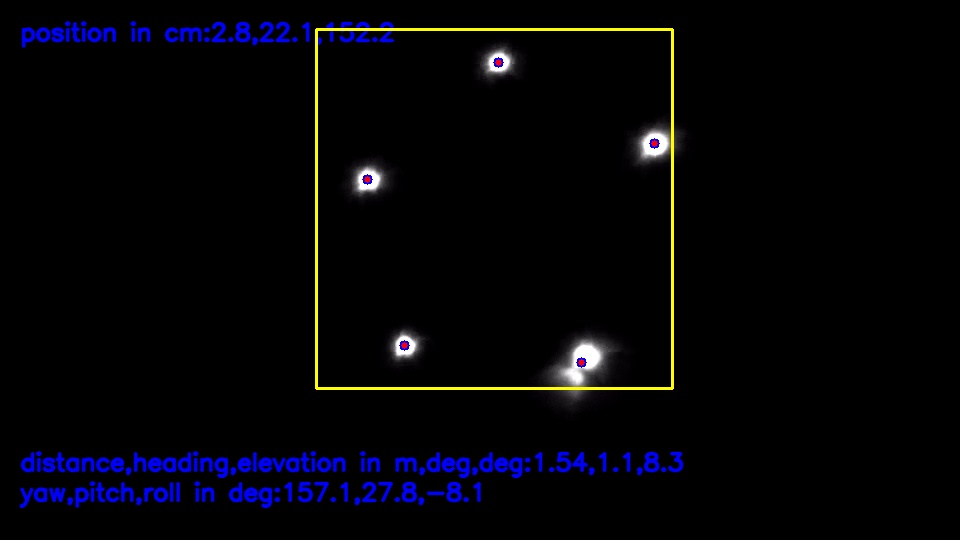 position in cm:2.8,22.1,152.2
distance,heading,elevation in m,deg,deg:1.54,1.1,8.3
yaw,pitch,roll in deg:157.1,27.8,-8.1